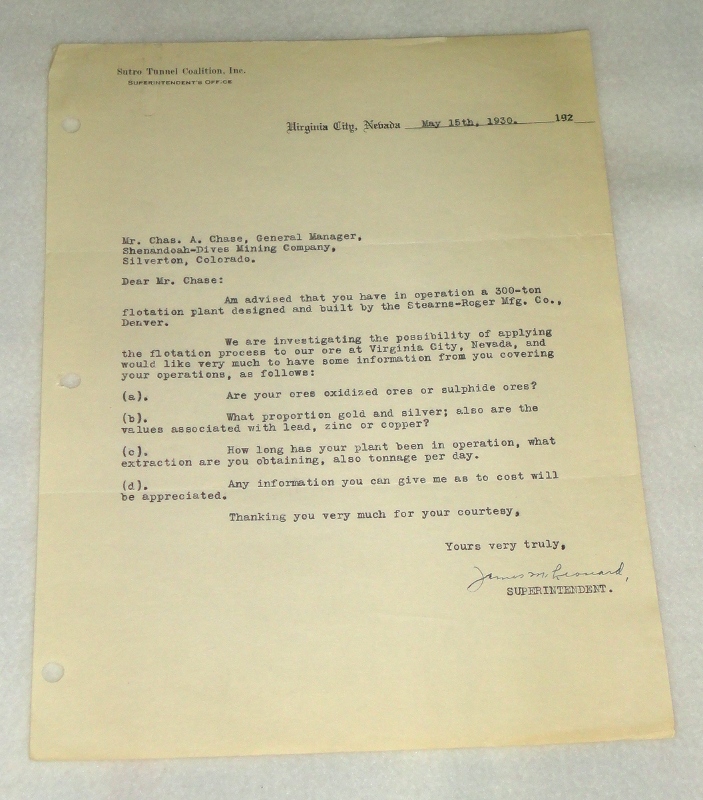 Sutro Tunnel Coalition, Inc.
SUPERINTENDENT'S OFFICE
Virginia City, Nevada May 15th, 1930. 192
Mr. Chas. A. Chase, General Manager,
Shenandoah-Dives Mining Company,
Silverton, Colorado.
Dear Mr. Chase:
Am advised that you have in operation a 300-ton
flotation plant designed and built by the Stearns-Roger Mfg. Co.,
Denver.
We are investigating the possibility of applying
the flotation process to our ore at Virginia City, Nevada, and
would like very much to have some information from you covering
your operations, as follows:
(a). Are your ores oxidized ores or sulphide ores?
(b). What proportion gold and silver; also are the
values associated with lead, zinc or copper?
(c). How long has your plant been in operation, what
extraction are you obtaining, also tonnage per day.
(d). Any information you can give me as to cost will
be appreciated.
Thanking you very much for your courtesy,
Yours very truly,
James M. Leonard,
SUPERINTENDENT.